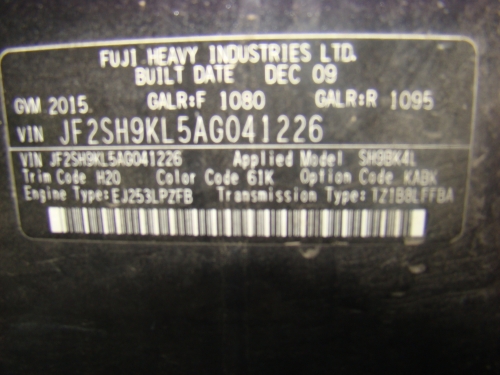 FUJI HEAVY INDUSTRIES LTD.
BUILT DATE DEC 09
GVM 2015 GALR:F 1080 GALR:R 1095
VIN JF2SH9KL5AG041226
VIN JF2SH9KL5AG041226 Applied Model SH9BK4L
Trim Code H20 Color Code 61K Option Code KABK
Engine Type:EJ253LPZFB Transmission Type:TZ1B8LFFBA